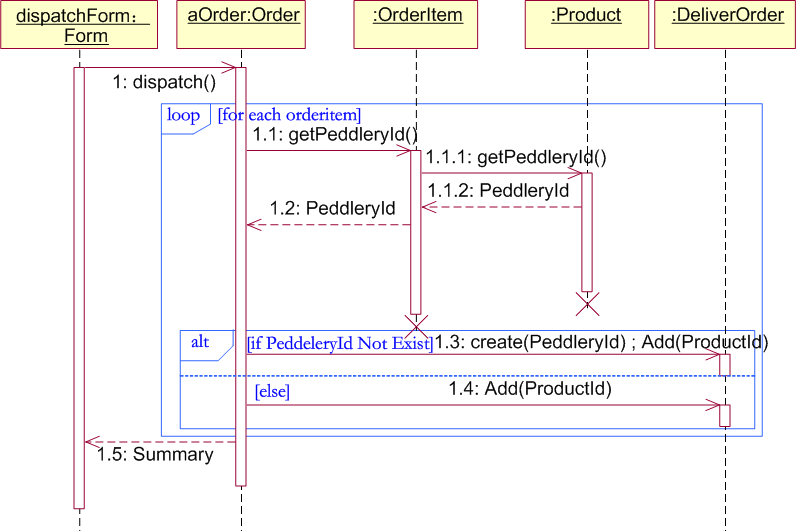 dispatchForm：
Form
aOrder:Order
:OrderItem
:Product
:DeliverOrder
1: dispatch()
loop
[for each orderitem]
1.1: getPeddleryId()
1.1.1: getPeddleryId()
1.1.2: PeddleryId
1.2: PeddleryId
alt
[if PeddeleryId Not Exist]
1.3: create(PeddleryId) ; Add(ProductId)
[else]
1.4: Add(ProductId)
1.5: Summary